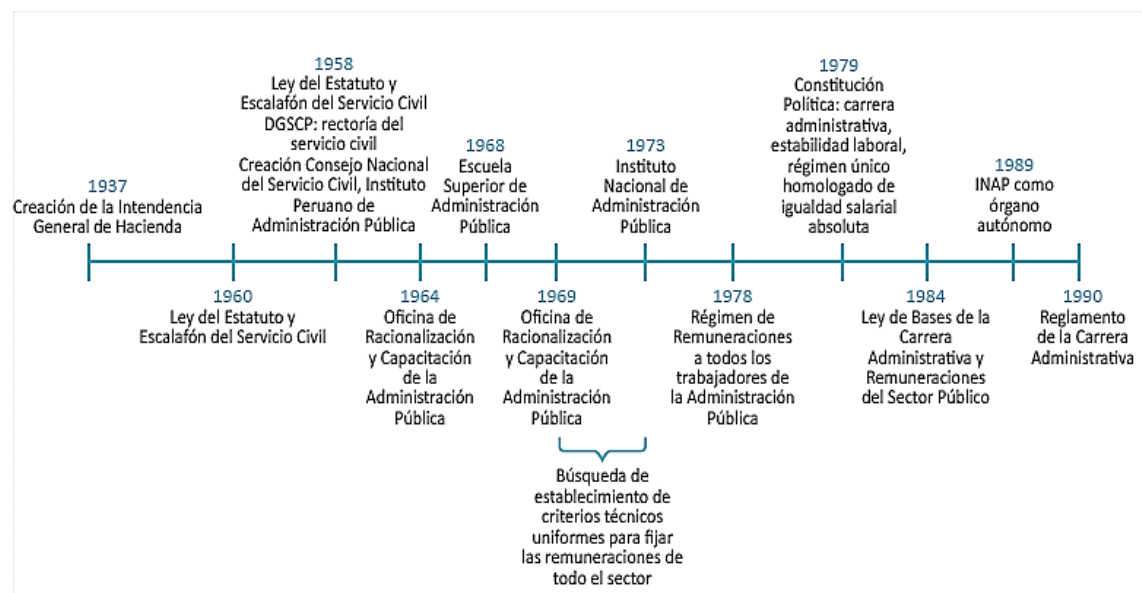 1937
Creación de la Intendencia
General de Hacienda
1958
Ley del Estatuto y
Escalafón del Servicio Civil
DGSCP: rectoría del
servicio civil
Creación Consejo Nacional
del Servicio Civil, Instituto
Peruano de
Administración Pública
1968
Escuela
Superior de
Administración
Pública
1973
Instituto
Nacional de
Administración
Pública
1979
Constitución
Política: carrera
administrativa,
estabilidad laboral,
régimen único
homologado de
igualdad salarial
absoluta
1989
INAP como
órgano
autónomo
1960
Ley del Estatuto y
Escalafón del Servicio Civil
1964
Oficina de
Racionalización
y Capacitación
de la
Administración
Pública
1969
Oficina de
Racionalización
y Capacitación
de la
Administración
Pública
1978
Régimen de
Remuneraciones
a todos los
trabajadores de
la Administración
Pública
1984
Ley de Bases de la
Carrera
Administrativa y
Remuneraciones
del Sector Público
1990
Reglamento
de la Carrera
Administrativa
Búsqueda de
establecimiento de
criterios técnicos
uniformes para fijar
las remuneraciones de
todo el sector